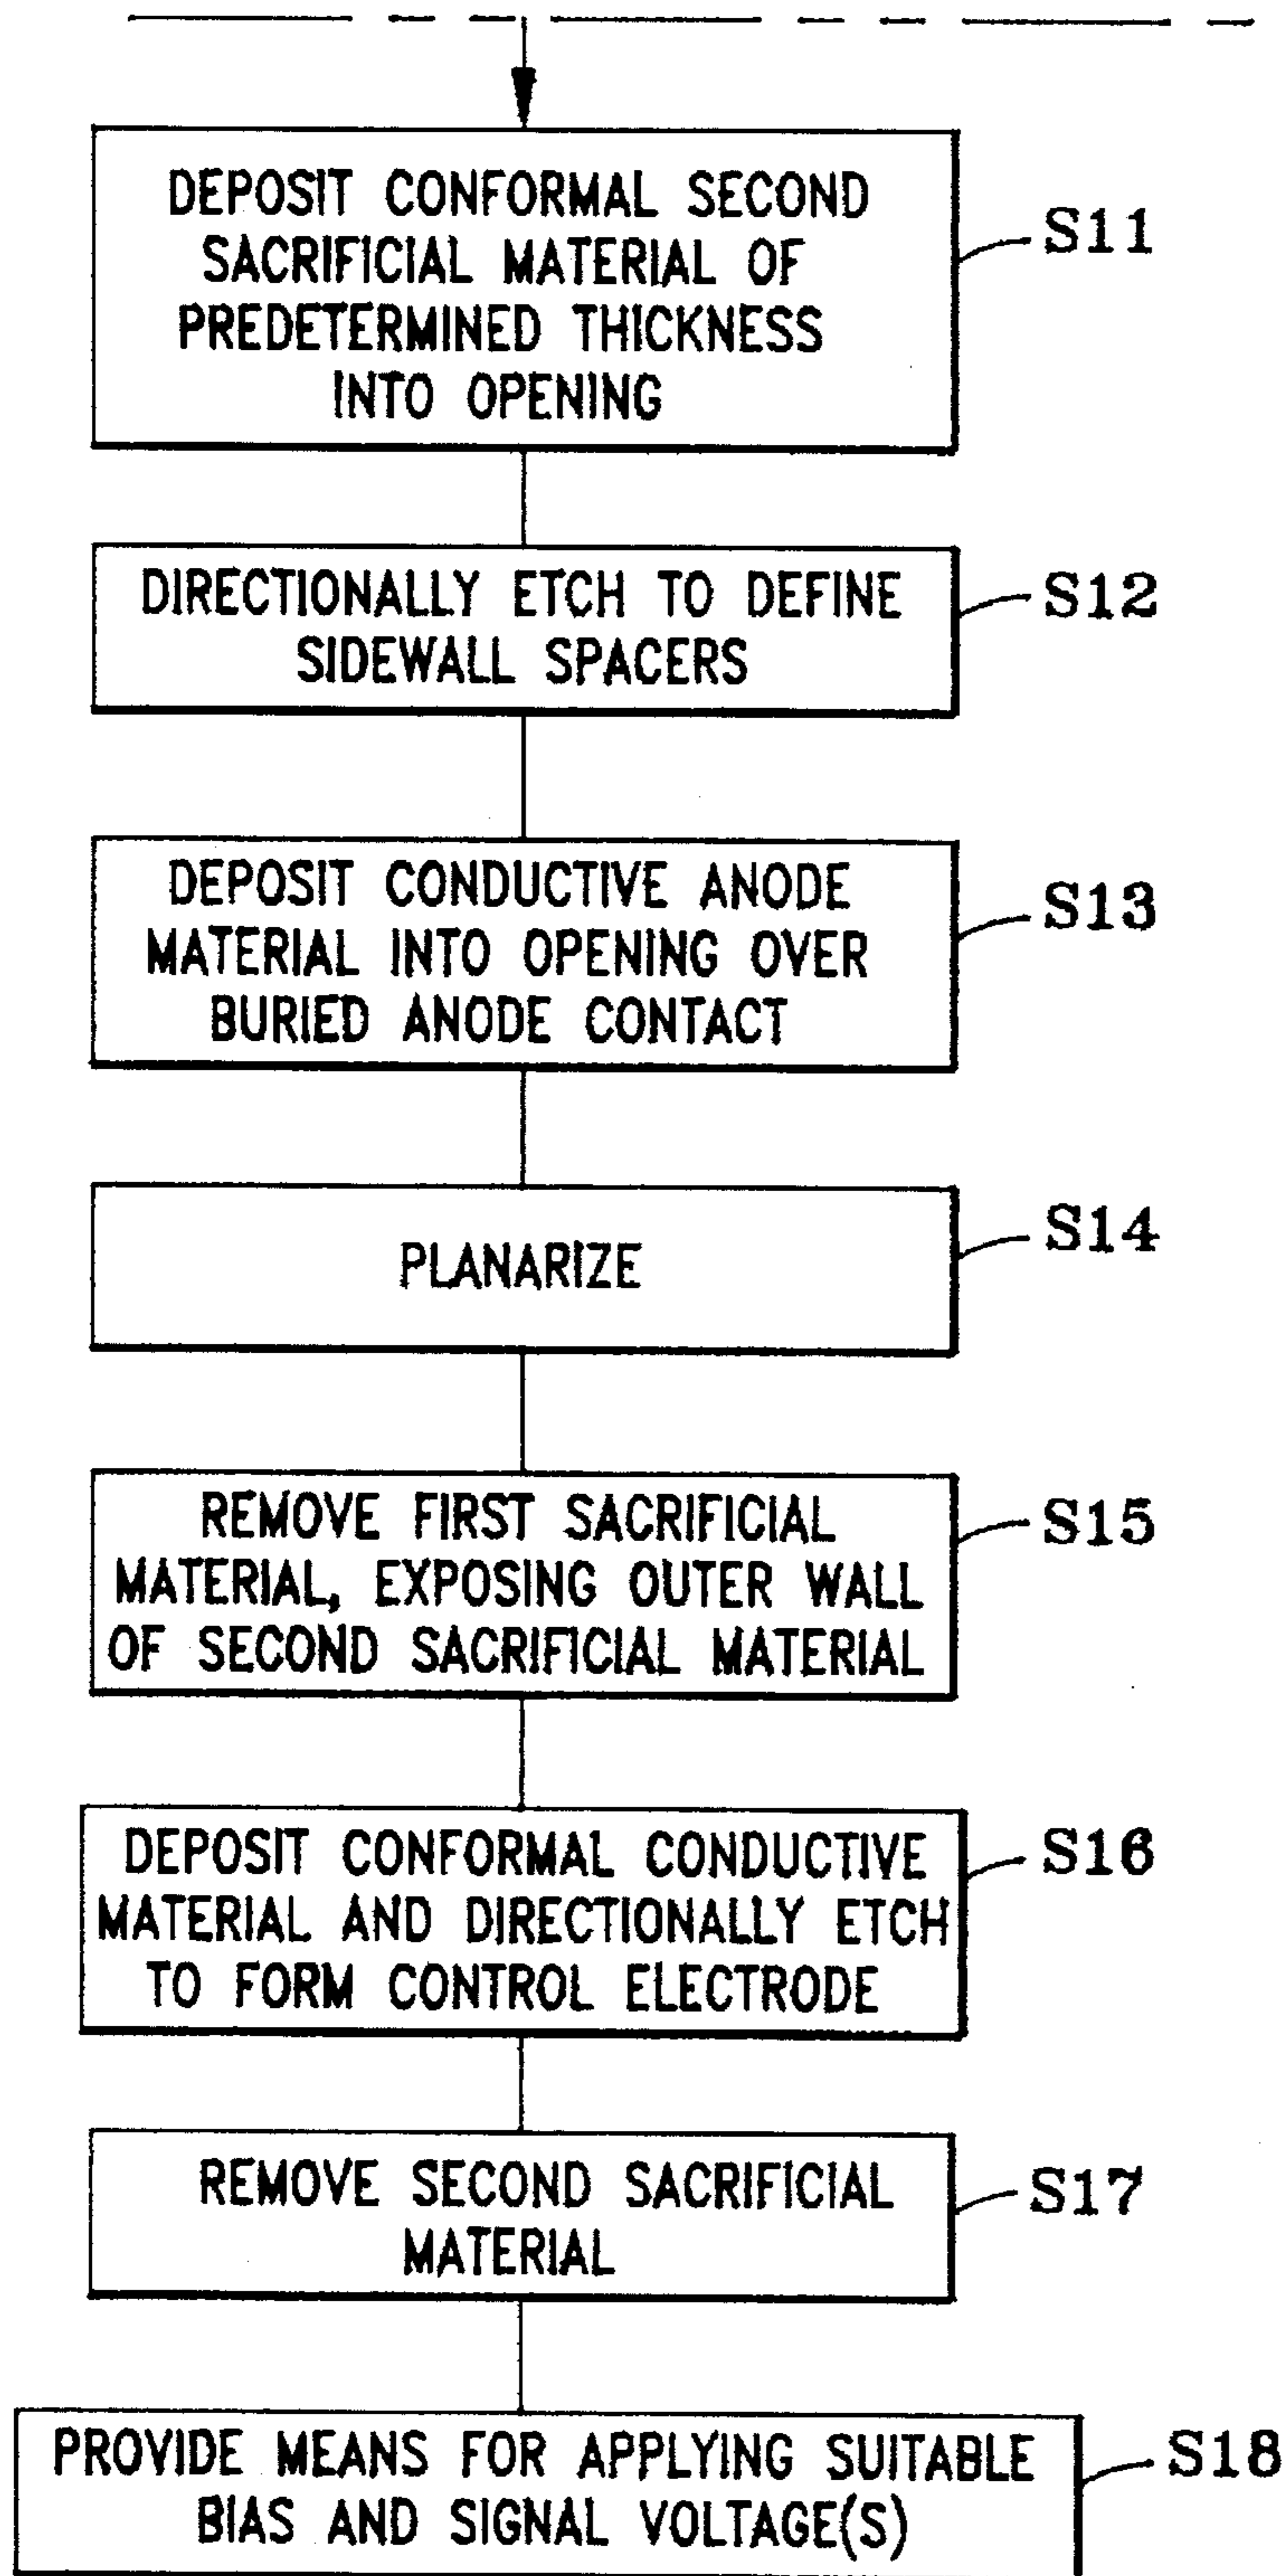 DEPOSIT CONFORMAL SECOND
SACRIFICIAL MATERIAL OF
PREDETERMINED THICKNESS
INTO OPENING
S11
DIRECTIONALLY ETCH TO DEFINE
SIDEWALL SPACERS
S12
DEPOSIT CONDUCTIVE ANODE
MATERIAL INTO OPENING OVER
BURIED ANODE CONTACT
S13
PLANARIZE
S14
REMOVE FIRST SACRIFICIAL
MATERIAL, EXPOSING OUTER WALL
OF SECOND SACRIFICIAL MATERIAL
S15
DEPOSIT CONFORMAL CONDUCTIVE
MATERIAL AND DIRECTIONALLY ETCH
TO FORM CONTROL ELECTRODE
S16
REMOVE SECOND SACRIFICIAL
MATERIAL
S17
PROVIDE MEANS FOR APPLYING SUITABLE
BIAS AND SIGNAL VOLTAGE(S)
S18